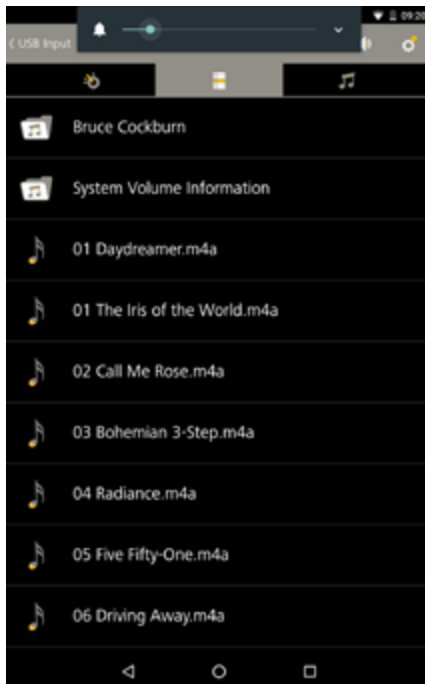 09:20
< USB Input
Bruce Cockburn
System Volume Information
01 Daydreamer.m4a
01 The Iris of the World.m4a
02 Call Me Rose.m4a
03 Bohemian 3-Step.m4a
04 Radiance.m4a
05 Five Fifty-One.m4a
06 Driving Away.m4a